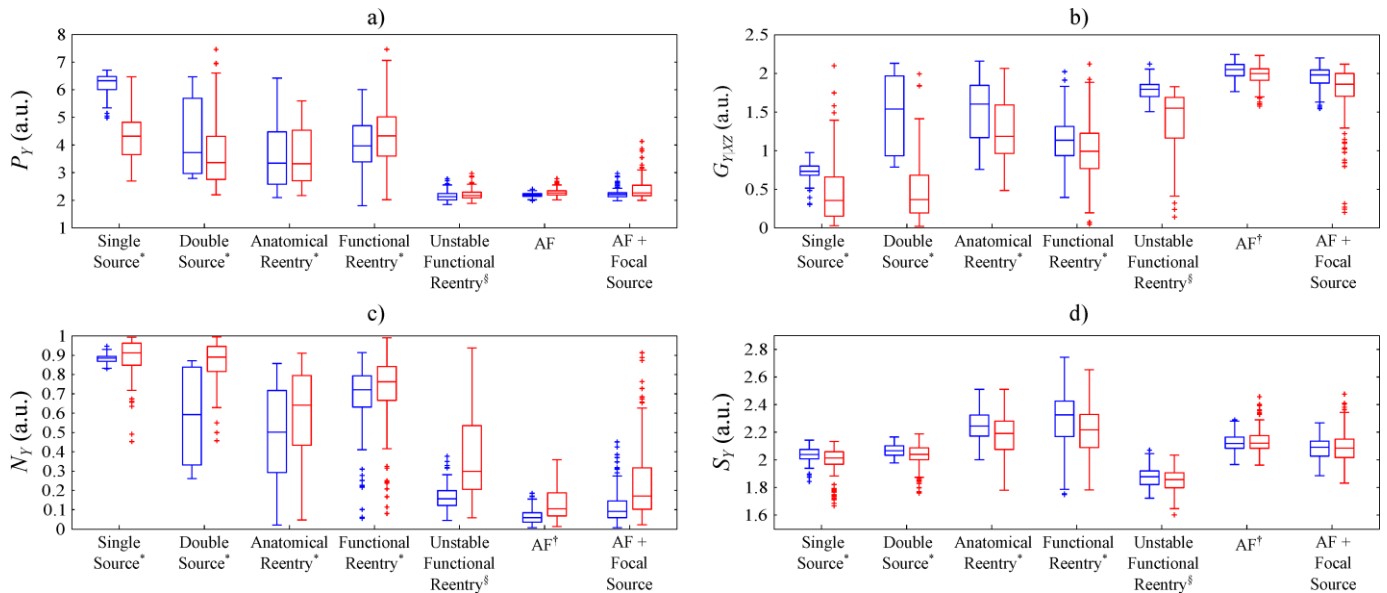 a)
P_Y (a.u.)
8
7
6
5
4
3
2
1
Single Source*
Double Source*
Anatomical Reentry*
Functional Reentry*
Unstable Functional Reentry§
AF
AF + Focal Source
b)
G_Y,XZ (a.u.)
2.5
2
1.5
1
0.5
0
Single Source*
Double Source*
Anatomical Reentry*
Functional Reentry*
Unstable Functional Reentry§
AF†
AF + Focal Source
c)
N_Y (a.u.)
1
0.9
0.8
0.7
0.6
0.5
0.4
0.3
0.2
0.1
0
Single Source*
Double Source*
Anatomical Reentry*
Functional Reentry*
Unstable Functional Reentry§
AF†
AF + Focal Source
d)
S_Y (a.u.)
2.8
2.6
2.4
2.2
2
1.8
1.6
Single Source*
Double Source*
Anatomical Reentry*
Functional Reentry*
Unstable Functional Reentry§
AF†
AF + Focal Source